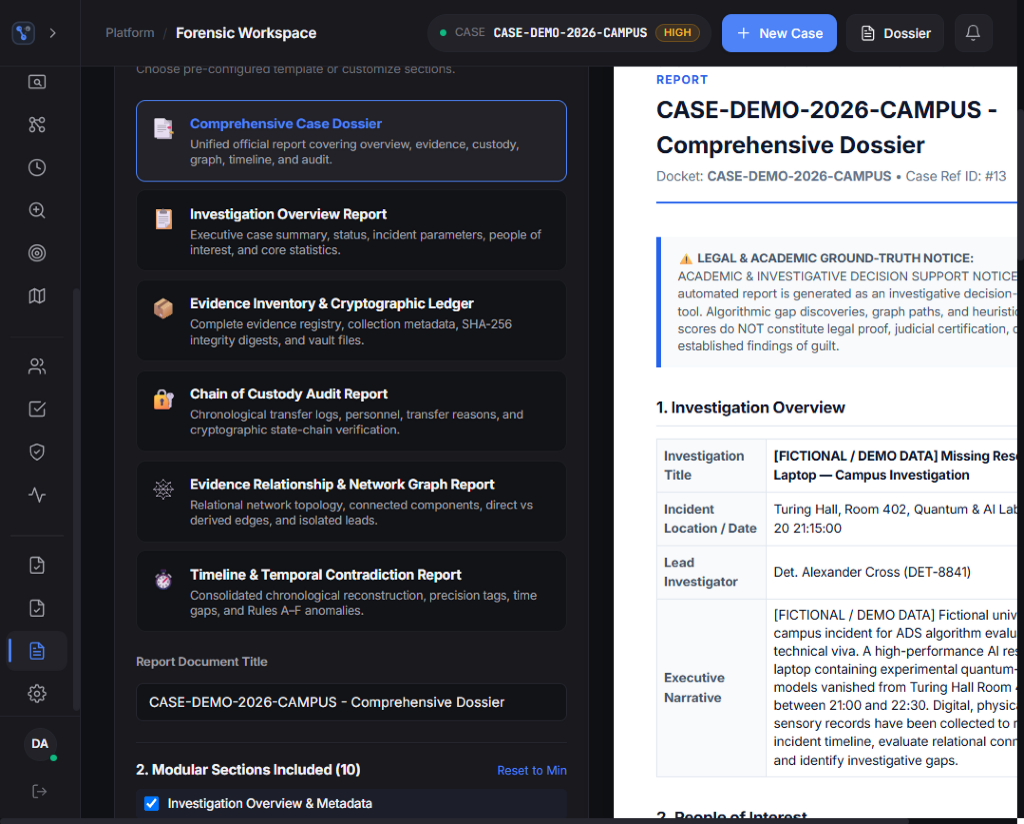 Platform / Forensic Workspace
CASE CASE-DEMO-2026-CAMPUS HIGH
+ New Case
Dossier
Choose pre-configured template or customize sections.
Comprehensive Case Dossier
Unified official report covering overview, evidence, custody,
graph, timeline, and audit.
Investigation Overview Report
Executive case summary, status, incident parameters, people of
interest, and core statistics.
Evidence Inventory & Cryptographic Ledger
Complete evidence registry, collection metadata, SHA-256
integrity digests, and vault files.
Chain of Custody Audit Report
Chronological transfer logs, personnel, transfer reasons, and
cryptographic state-chain verification.
Evidence Relationship & Network Graph Report
Relational network topology, connected components, direct vs
derived edges, and isolated leads.
Timeline & Temporal Contradiction Report
Consolidated chronological reconstruction, precision tags, time
gaps, and Rules A–F anomalies.
Report Document Title
CASE-DEMO-2026-CAMPUS - Comprehensive Dossier
2. Modular Sections Included (10)
Reset to Min
Investigation Overview & Metadata
DA
REPORT
CASE-DEMO-2026-CAMPUS -
Comprehensive Dossier
Docket: CASE-DEMO-2026-CAMPUS • Case Ref ID: #13
LEGAL & ACADEMIC GROUND-TRUTH NOTICE:
ACADEMIC & INVESTIGATIVE DECISION SUPPORT NOTICE
automated report is generated as an investigative decision-
tool. Algorithmic gap discoveries, graph paths, and heuristic
scores do NOT constitute legal proof, judicial certification,
established findings of guilt.
1. Investigation Overview
Investigation
Title
[FICTIONAL / DEMO DATA] Missing Res
Laptop — Campus Investigation
Incident
Location / Date
Turing Hall, Room 402, Quantum & AI Lab
20 21:15:00
Lead
Investigator
Det. Alexander Cross (DET-8841)
Executive
Narrative
[FICTIONAL / DEMO DATA] Fictional univ
campus incident for ADS algorithm evalu
technical viva. A high-performance AI res
laptop containing experimental quantum-
models vanished from Turing Hall Room
between 21:00 and 22:30. Digital, physica
sensory records have been collected to
incident timeline, evaluate relational conn
and identify investigative gaps.
2. People of Interest